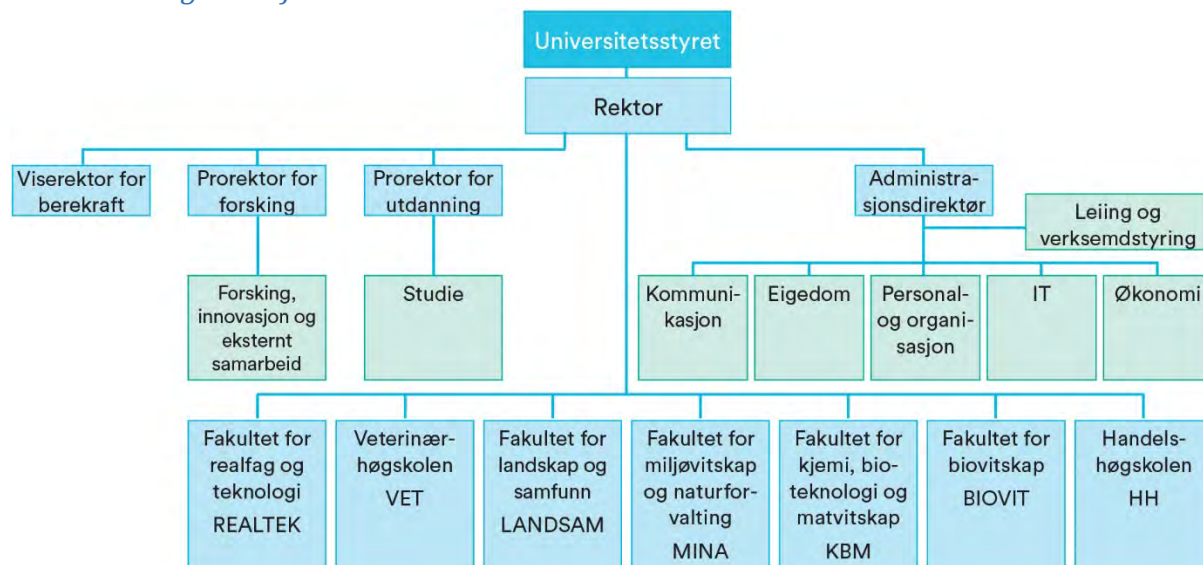 Universitetsstyret
Rektor
Viserektor for
berekraft
Prorektor for
forsking
Prorektor for
utdanning
Administra-
sjonsdirektør
Leiing og
verksemdstyring
Forsking,
innovasjon og
eksternt
samarbeid
Studie
Kommuni-
kasjon
Eigedom
Personal-
og organi-
sasjon
IT
Økonomi
Fakultet for
realfag og
teknologi
REALTEK
Veterinær-
høgskolen
VET
Fakultet for
landskap og
samfunn
LANDSAM
Fakultet for
miljøvitskap
og naturfor-
valting
MINA
Fakultet for
kjemi, bio-
teknologi og
matvitskap
KBM
Fakultet for
biovitskap
BIOVIT
Handels-
høgskolen
HH